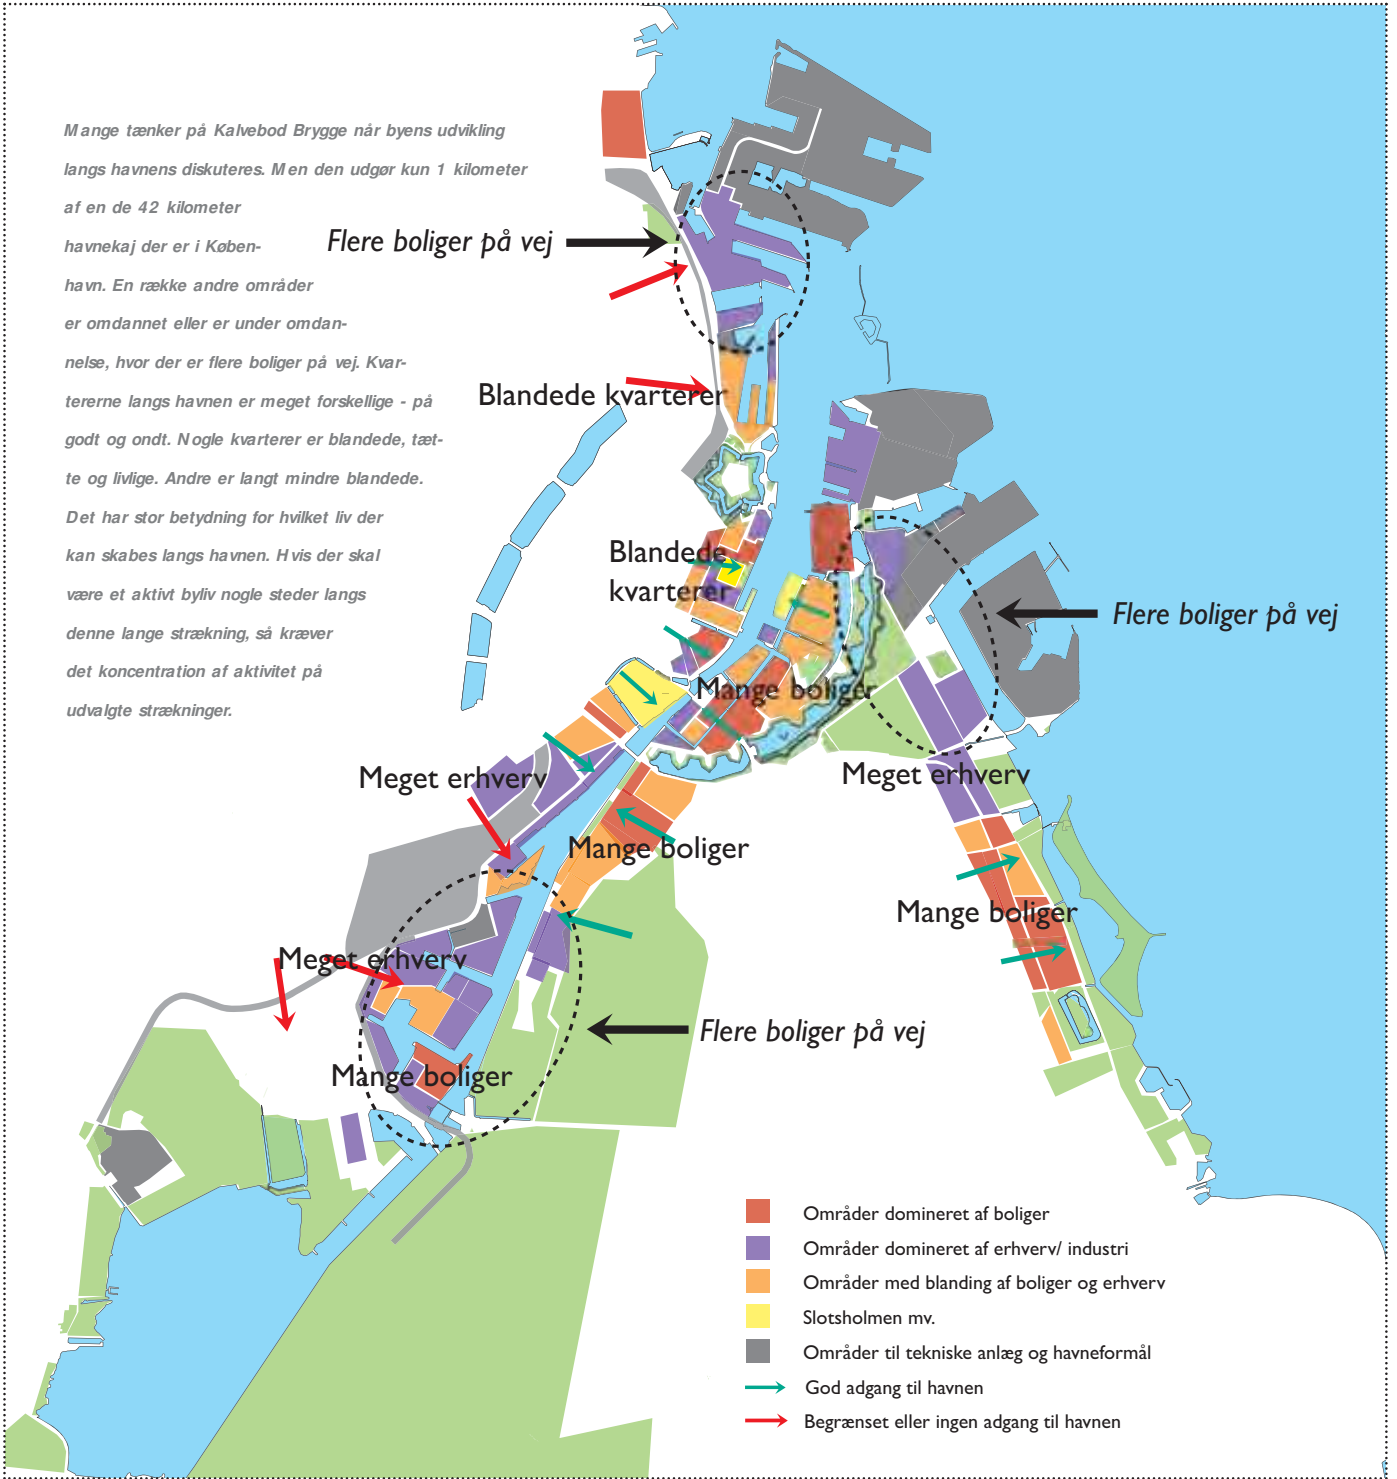 Mange tænker på Kalvebod Brygge når byens udvikling
langs havnens diskuteres. Men den udgør kun 1 kilometer
af en de 42 kilometer
havnekaj der er i Køben-
havn. En række andre områder
er omdannet eller er under omdan-
nelse, hvor der er flere boliger på vej. Kvar-
tererne langs havnen er meget forskellige - på
godt og ondt. Nogle kvarterer er blandede, tæt-
te og livlige. Andre er langt mindre blandede.
Det har stor betydning for hvilket liv der
kan skabes langs havnen. Hvis der skal
være et aktivt byliv nogle steder langs
denne lange strækning, så kræver
det koncentration af aktivitet på
udvalgte strækninger.
Flere boliger på vej
Blandede kvarterer
Blandede
kvarterer
Flere boliger på vej
Mange boliger
Meget erhverv
Meget erhverv
Mange boliger
Mange boliger
Meget erhverv
Flere boliger på vej
Mange boliger
Områder domineret af boliger
Områder domineret af erhverv/ industri
Områder med blanding af boliger og erhverv
Slotsholmen mv.
Områder til tekniske anlæg og havneformål
God adgang til havnen
Begrænset eller ingen adgang til havnen